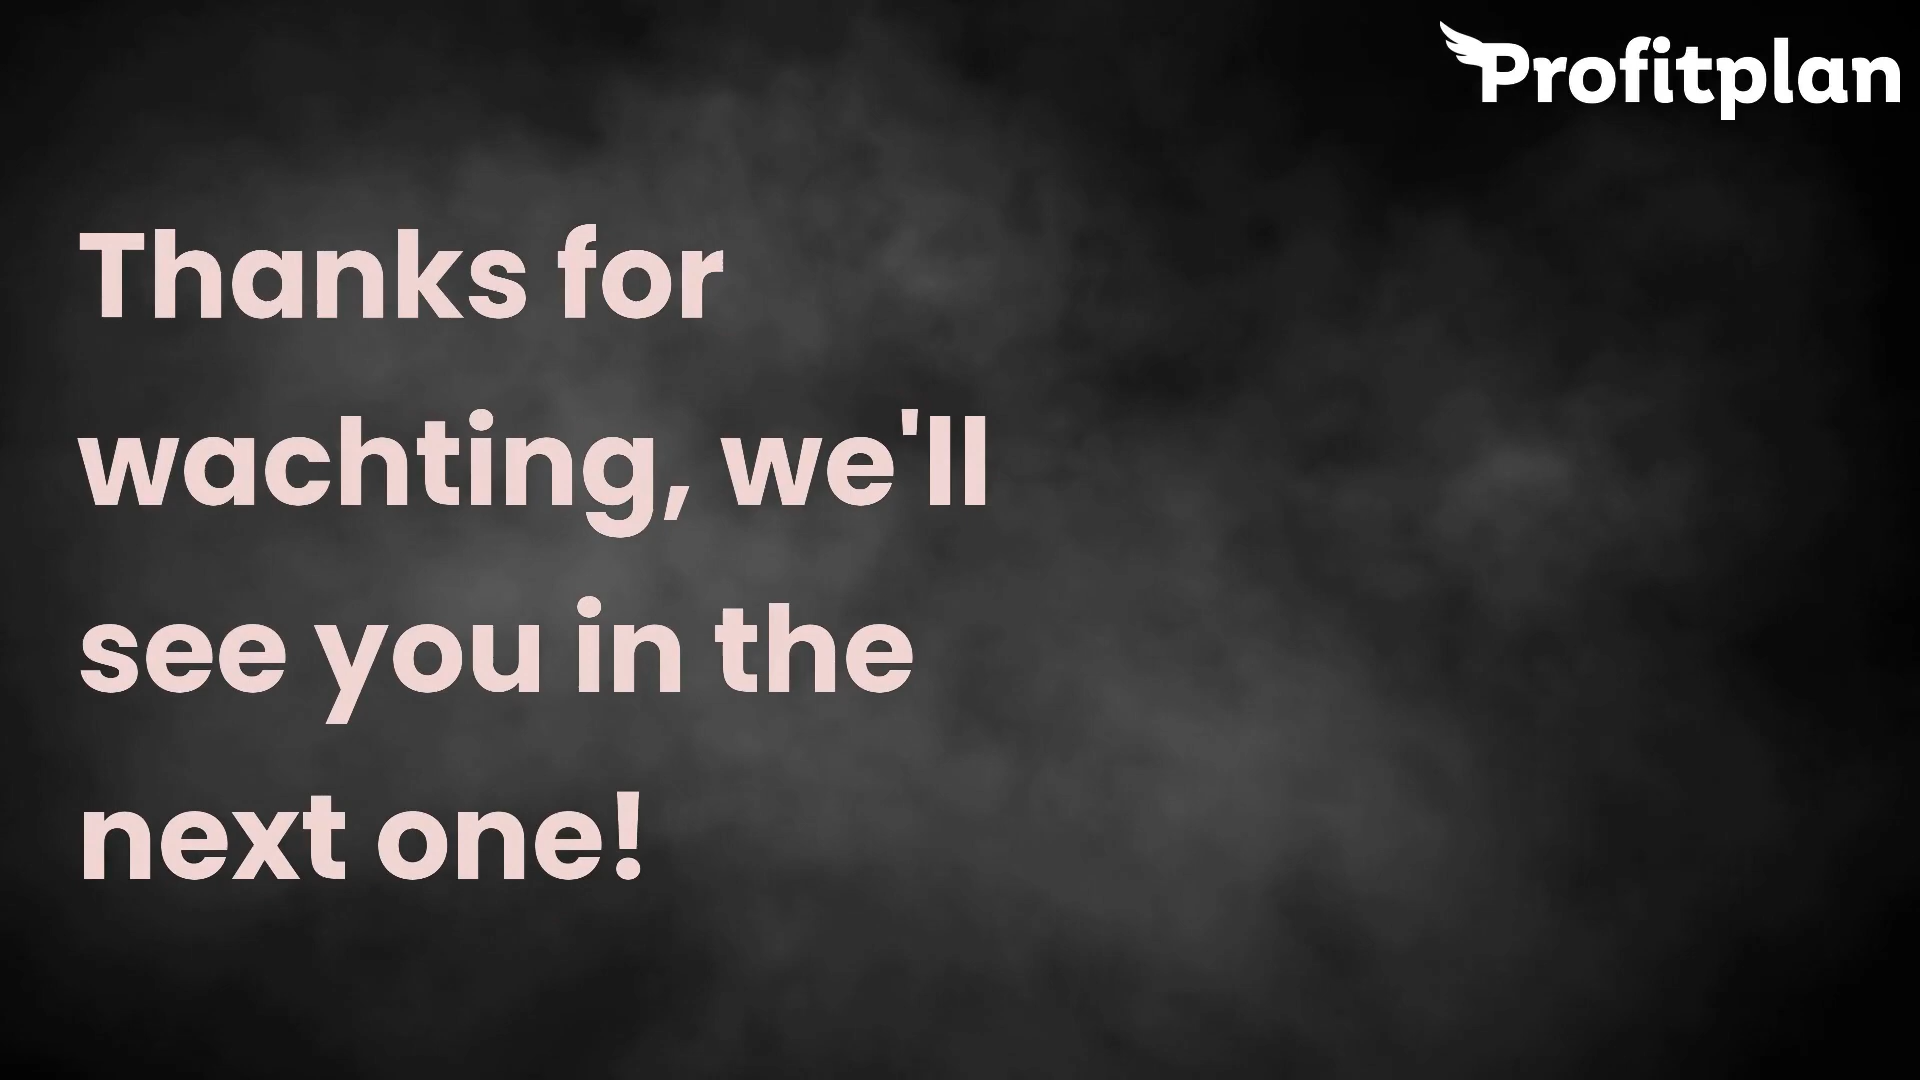 Profitplan
Thanks for
wachting, we'll
see you in the
next one!